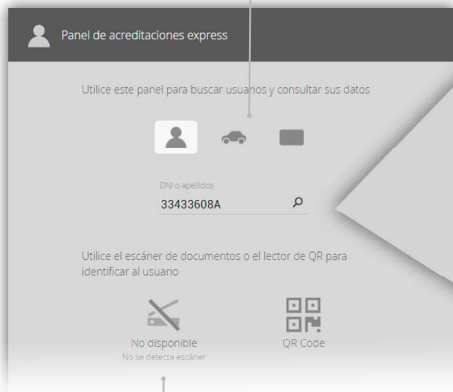 Panel de acreditaciones express
Utilice este panel para buscar usuarios y consultar sus datos
DNI o apellidos
33433608A
Utilice el escáner de documentos o el lector de QR para
identificar al usuario
No disponible
No se detecta escáner
QR Code